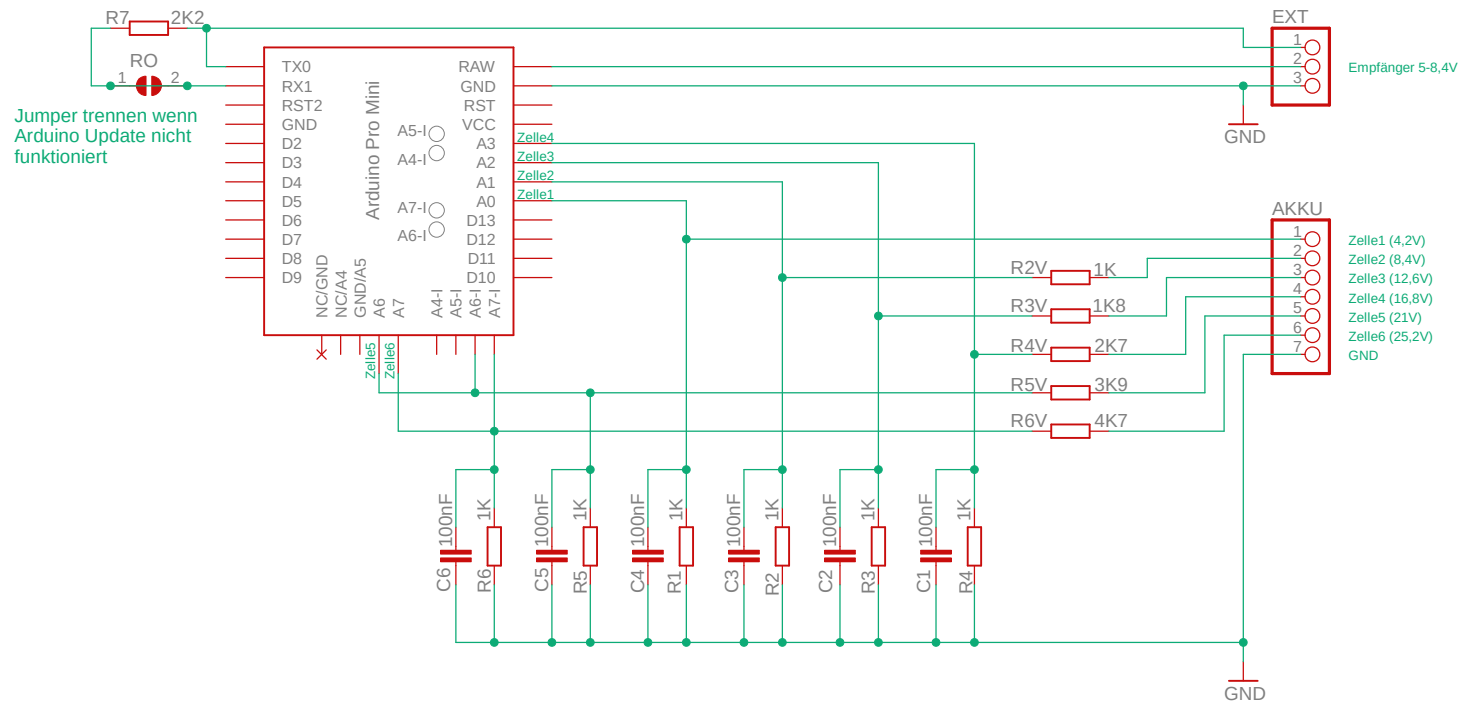 R7 2K2
RO
1 2
Jumper trennen wenn
Arduino Update nicht
funktioniert
TX0
RX1
RST2
GND
D2
D3
D4
D5
D6
D7
D8
D9
Arduino Pro Mini
A5-I
A4-I
A7-I
A6-I
RAW
GND
RST
VCC
A3
A2
A1
A0
D13
D12
D11
D10
NC/GND
NC/A4
GND/A5
A6
A7
A4-I
A5-I
A6-I
A7-I
Zelle4
Zelle3
Zelle2
Zelle1
Zelle5
Zelle6
EXT
1
2
3
Empfänger 5-8,4V
GND
AKKU
1
2
3
4
5
6
7
Zelle1 (4,2V)
Zelle2 (8,4V)
Zelle3 (12,6V)
Zelle4 (16,8V)
Zelle5 (21V)
Zelle6 (25,2V)
GND
R2V 1K
R3V 1K8
R4V 2K7
R5V 3K9
R6V 4K7
C6 100nF
R6 1K
C5 100nF
R5 1K
C4 100nF
R1 1K
C3 100nF
R2 1K
C2 100nF
R3 1K
C1 100nF
R4 1K
GND